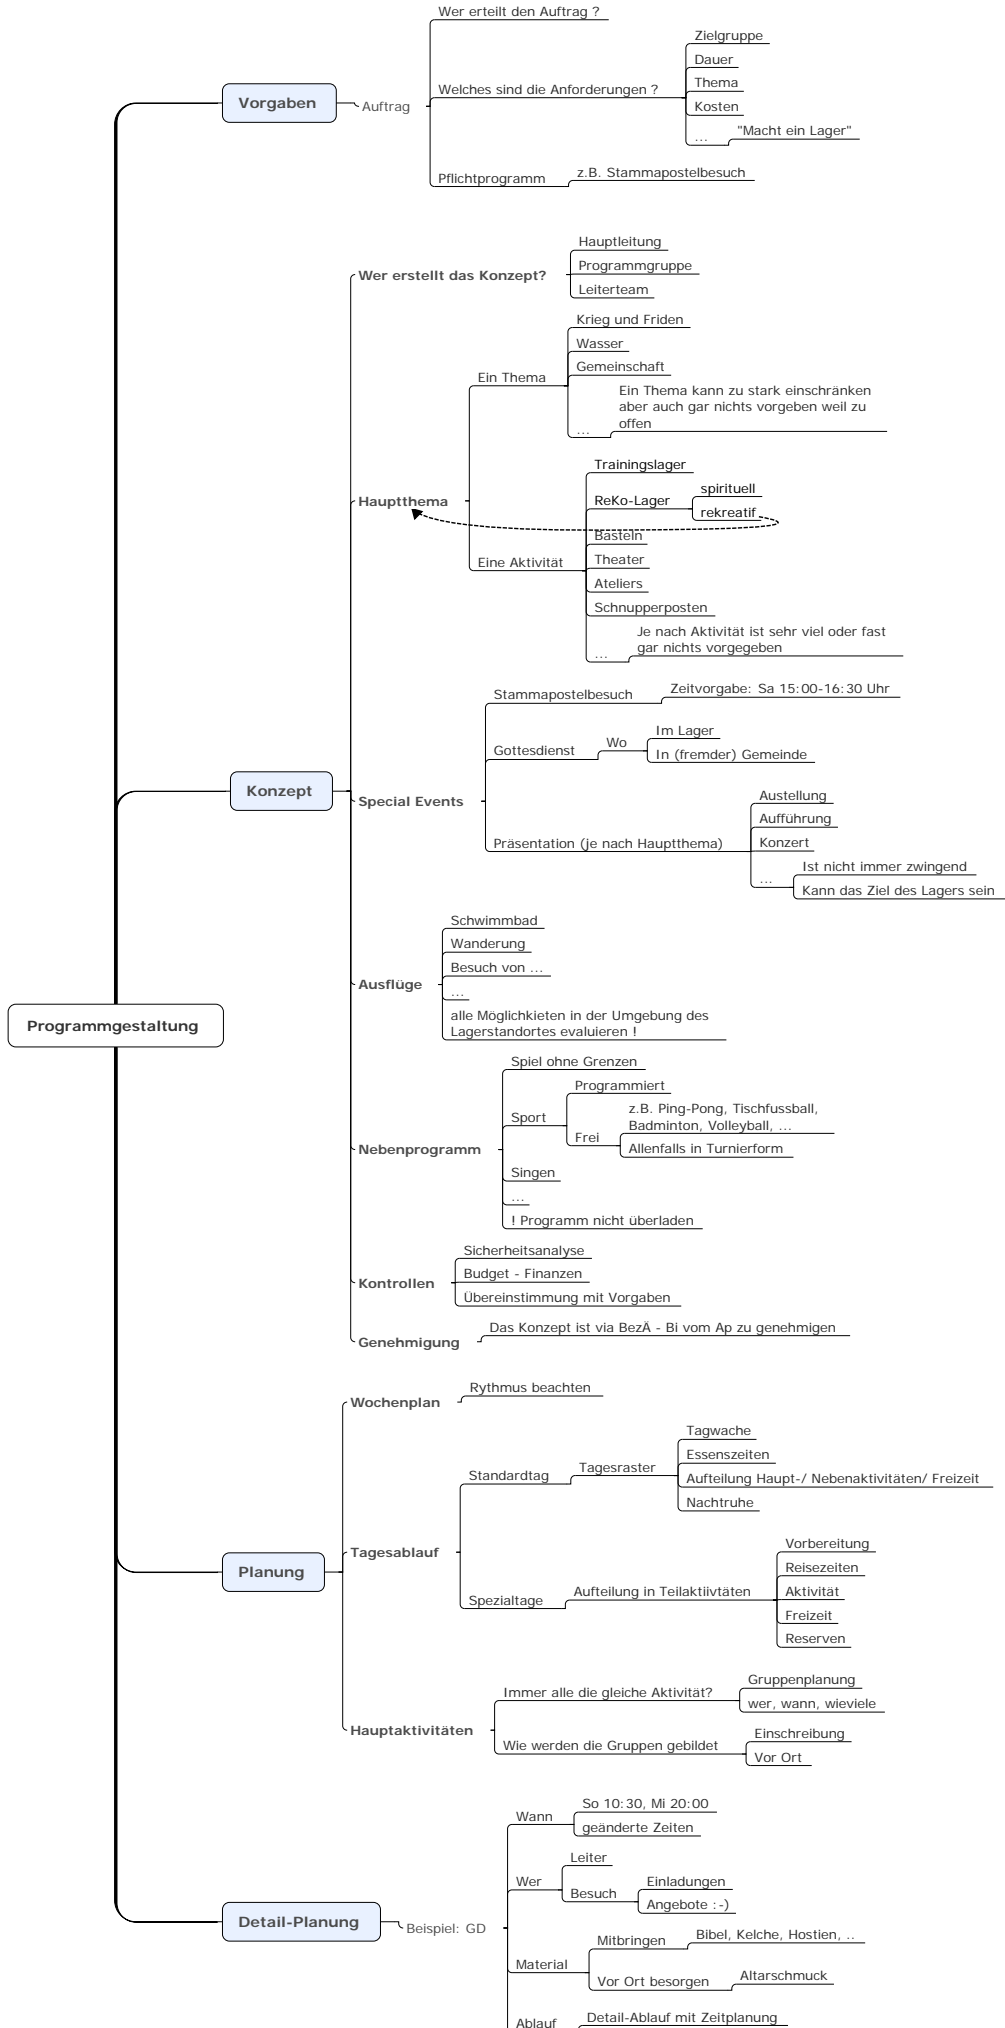 Programmgestaltung
Vorgaben
Auftrag
Wer erteilt den Auftrag ?
Welches sind die Anforderungen ?
Zielgruppe
Dauer
Thema
Kosten
...
"Macht ein Lager"
Pflichtprogramm
z.B. Stammapostelbesuch
Konzept
Wer erstellt das Konzept?
Hauptleitung
Programmgruppe
Leiterteam
Hauptthema
Ein Thema
Krieg und Friden
Wasser
Gemeinschaft
...
Ein Thema kann zu stark einschränken
aber auch gar nichts vorgeben weil zu
offen
Eine Aktivität
Trainingslager
ReKo-Lager
spirituell
rekreatif
Basteln
Theater
Ateliers
Schnupperposten
...
Je nach Aktivität ist sehr viel oder fast
gar nichts vorgegeben
Special Events
Stammapostelbesuch
Zeitvorgabe: Sa 15:00-16:30 Uhr
Gottesdienst
Wo
Im Lager
In (fremder) Gemeinde
Präsentation (je nach Hauptthema)
Austellung
Aufführung
Konzert
...
Ist nicht immer zwingend
Kann das Ziel des Lagers sein
Ausflüge
Schwimmbad
Wanderung
Besuch von ...
...
alle Möglichkieten in der Umgebung des
Lagerstandortes evaluieren !
Nebenprogramm
Spiel ohne Grenzen
Sport
Programmiert
Frei
z.B. Ping-Pong, Tischfussball,
Badminton, Volleyball, ...
Allenfalls in Turnierform
Singen
...
! Programm nicht überladen
Kontrollen
Sicherheitsanalyse
Budget - Finanzen
Übereinstimmung mit Vorgaben
Genehmigung
Das Konzept ist via BezÄ - Bi vom Ap zu genehmigen
Planung
Wochenplan
Rythmus beachten
Tagesablauf
Standardtag
Tagesraster
Tagwache
Essenszeiten
Aufteilung Haupt-/ Nebenaktivitäten/ Freizeit
Nachtruhe
Spezialtage
Aufteilung in Teilaktiivtäten
Vorbereitung
Reisezeiten
Aktivität
Freizeit
Reserven
Hauptaktivitäten
Immer alle die gleiche Aktivität?
Gruppenplanung
wer, wann, wieviele
Wie werden die Gruppen gebildet
Einschreibung
Vor Ort
Detail-Planung
Beispiel: GD
Wann
So 10:30, Mi 20:00
geänderte Zeiten
Wer
Leiter
Besuch
Einladungen
Angebote :-)
Material
Mitbringen
Bibel, Kelche, Hostien, ..
Vor Ort besorgen
Altarschmuck
Ablauf
Detail-Ablauf mit Zeitplanung